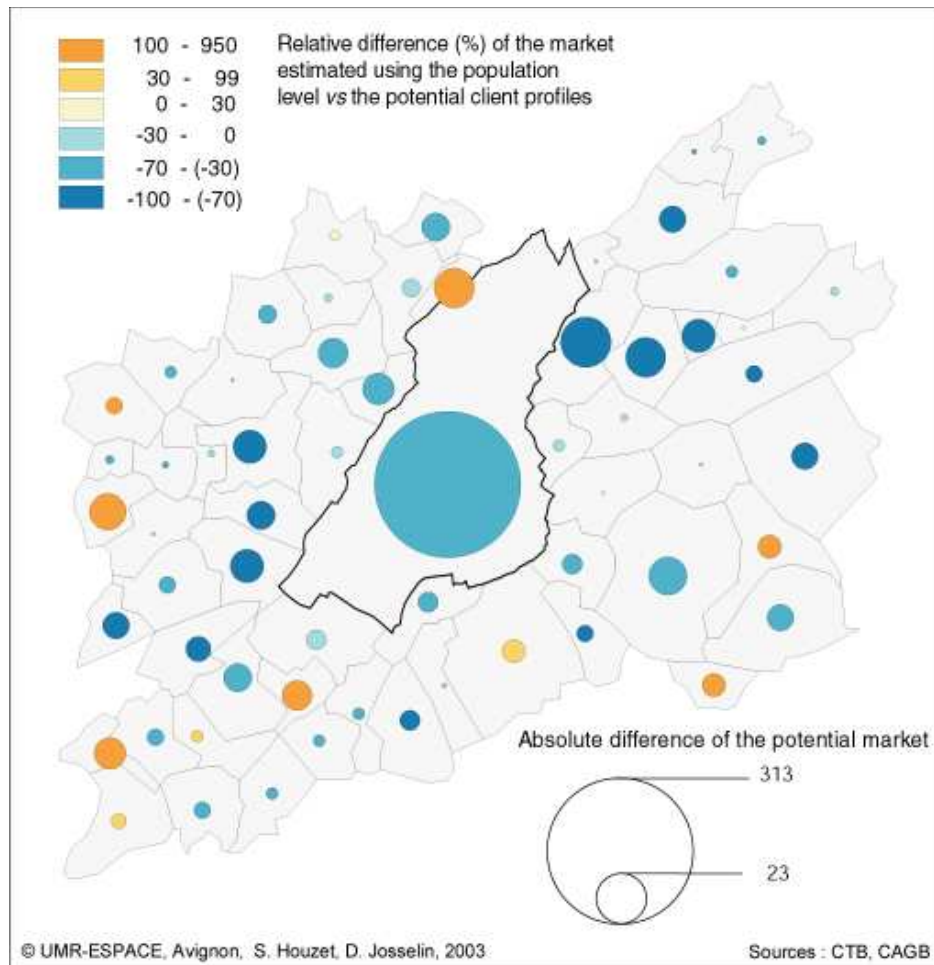 100 - 950
30 - 99
0 - 30
-30 - 0
-70 - (-30)
-100 - (-70)
Relative difference (%) of the market
estimated using the population
level vs the potential client profiles
Absolute difference of the potential market
313
23
© UMR-ESPACE, Avignon, S. Houzet, D. Josselin, 2003
Sources : CTB, CAGB